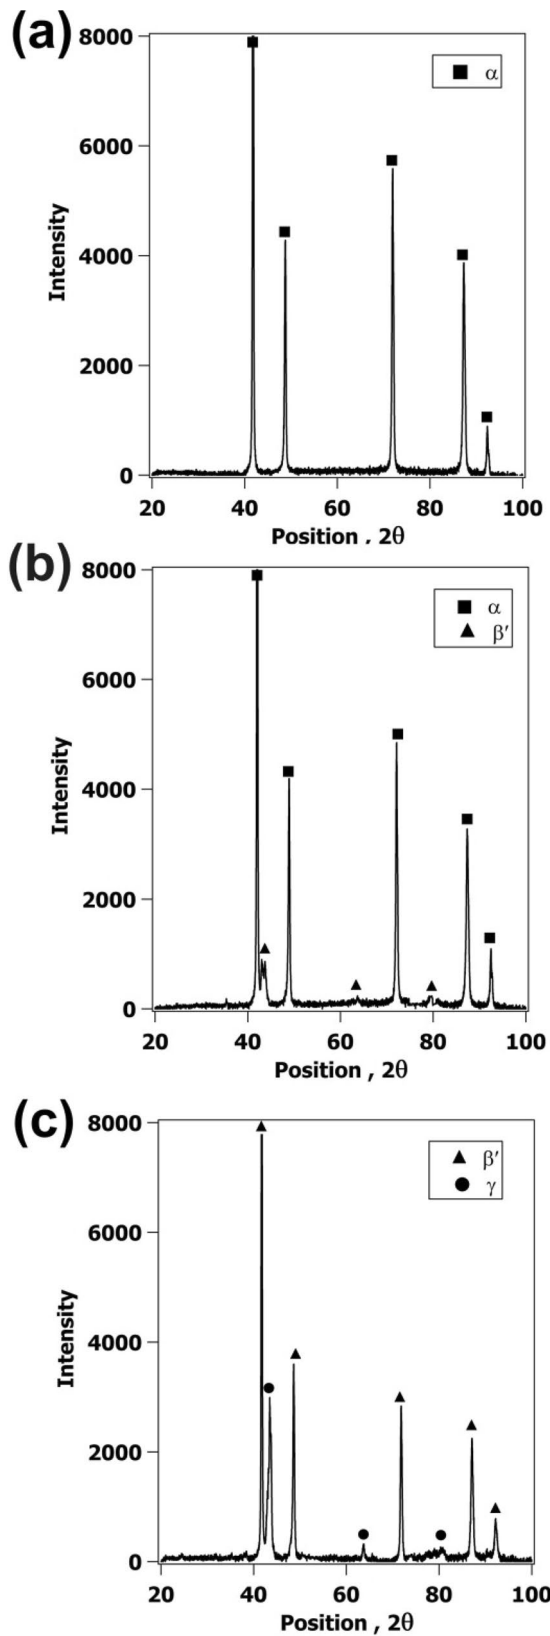 (a)
8000
6000
4000
2000
0
Intensity
■ α
20 40 60 80 100
Position , 2θ
(b)
8000
6000
4000
2000
0
Intensity
■ α
▲ β′
20 40 60 80 100
Position , 2θ
(c)
8000
6000
4000
2000
0
Intensity
▲ β′
● γ
20 40 60 80 100
Position , 2θ